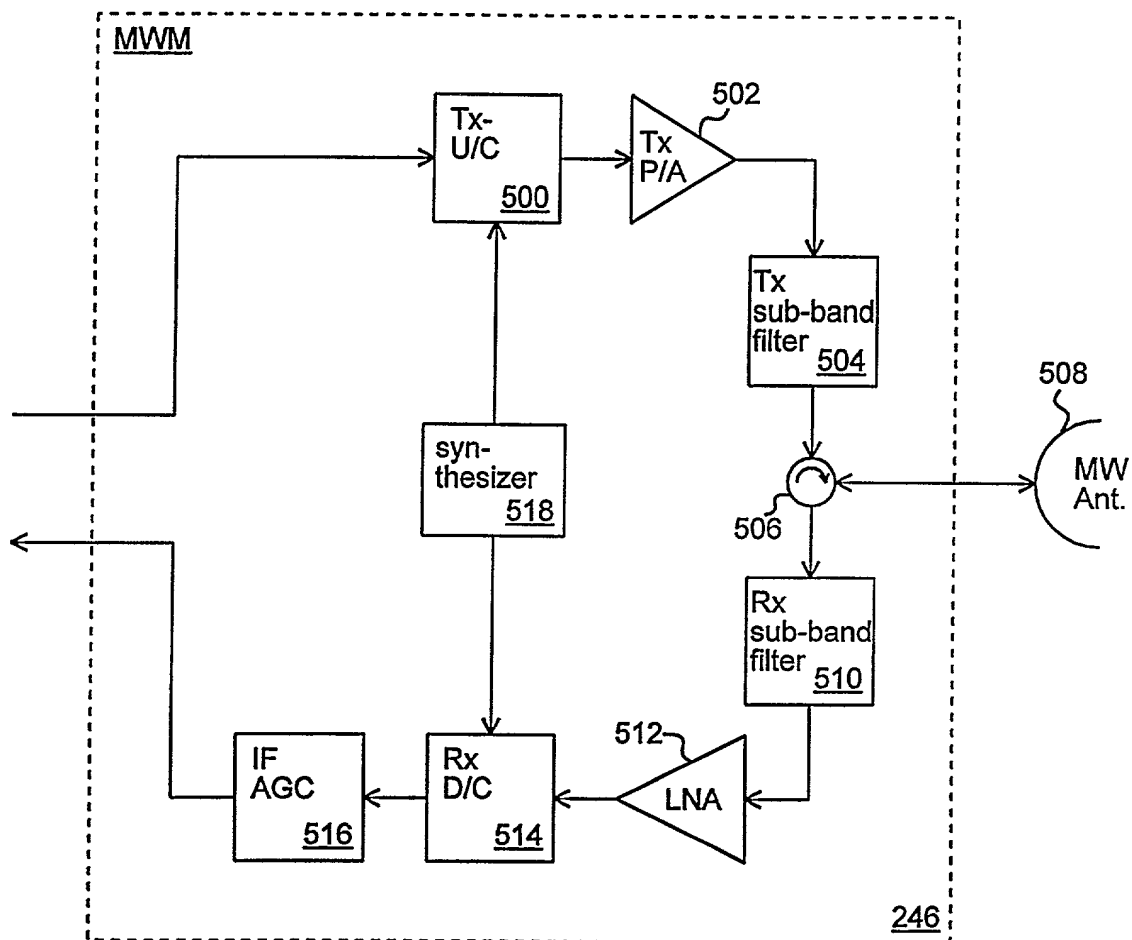 MWM
502
Tx-
U/C
500
Tx
P/A
Tx
sub-band
filter
504
508
MW
Ant.
syn-
thesizer
518
506
Rx
sub-band
filter
510
512
IF
AGC
516
Rx
D/C
514
LNA
246